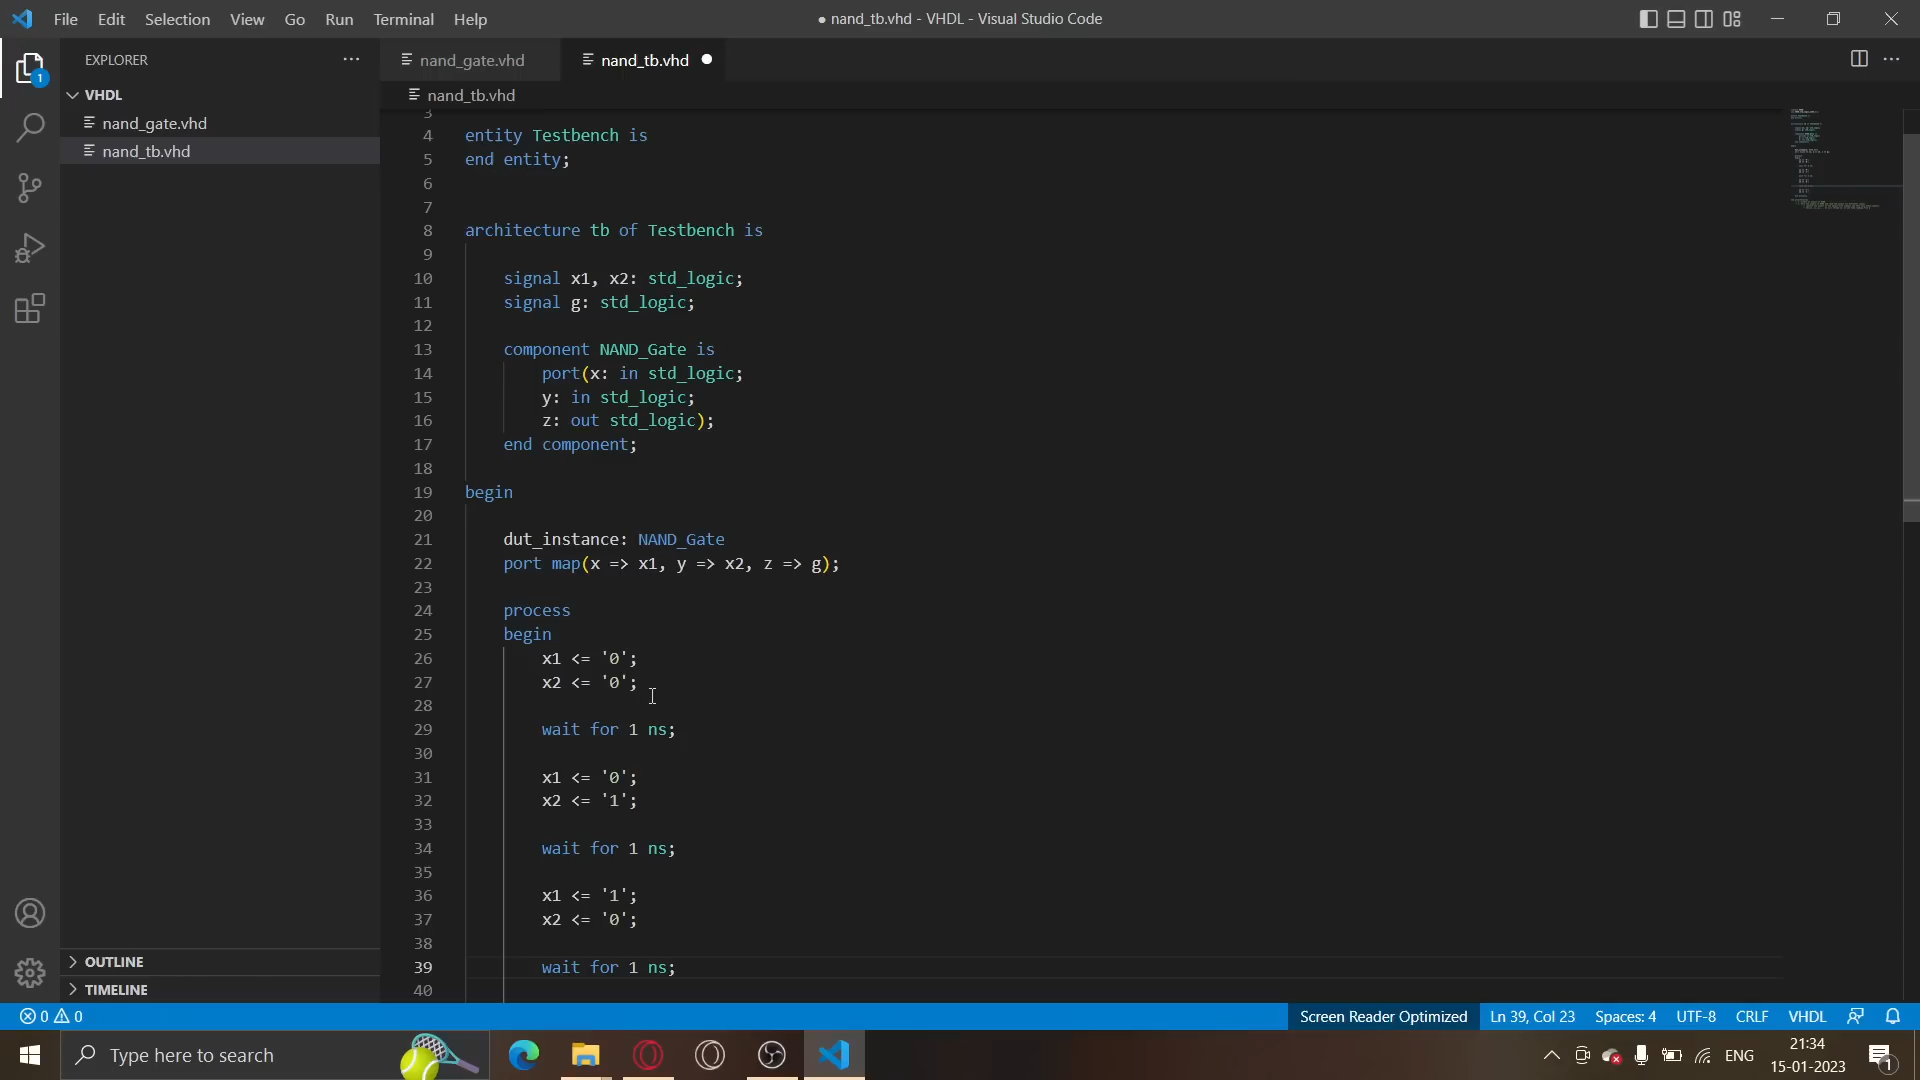 File Edit Selection View Go Run Terminal Help
● nand_tb.vhd - VHDL - Visual Studio Code
1
EXPLORER
VHDL
nand_gate.vhd
nand_tb.vhd
OUTLINE
TIMELINE
nand_gate.vhd
nand_tb.vhd
nand_tb.vhd
3
4 entity Testbench is
5 end entity;
6
7
8 architecture tb of Testbench is
9
10 signal x1, x2: std_logic;
11 signal g: std_logic;
12
13 component NAND_Gate is
14 port(x: in std_logic;
15 y: in std_logic;
16 z: out std_logic);
17 end component;
18
19 begin
20
21 dut_instance: NAND_Gate
22 port map(x => x1, y => x2, z => g);
23
24 process
25 begin
26 x1 <= '0';
27 x2 <= '0';
28
29 wait for 1 ns;
30
31 x1 <= '0';
32 x2 <= '1';
33
34 wait for 1 ns;
35
36 x1 <= '1';
37 x2 <= '0';
38
39 wait for 1 ns;
40
0 0
Screen Reader Optimized Ln 39, Col 23 Spaces: 4 UTF-8 CRLF VHDL
Type here to search
ENG
21:34
15-01-2023
1